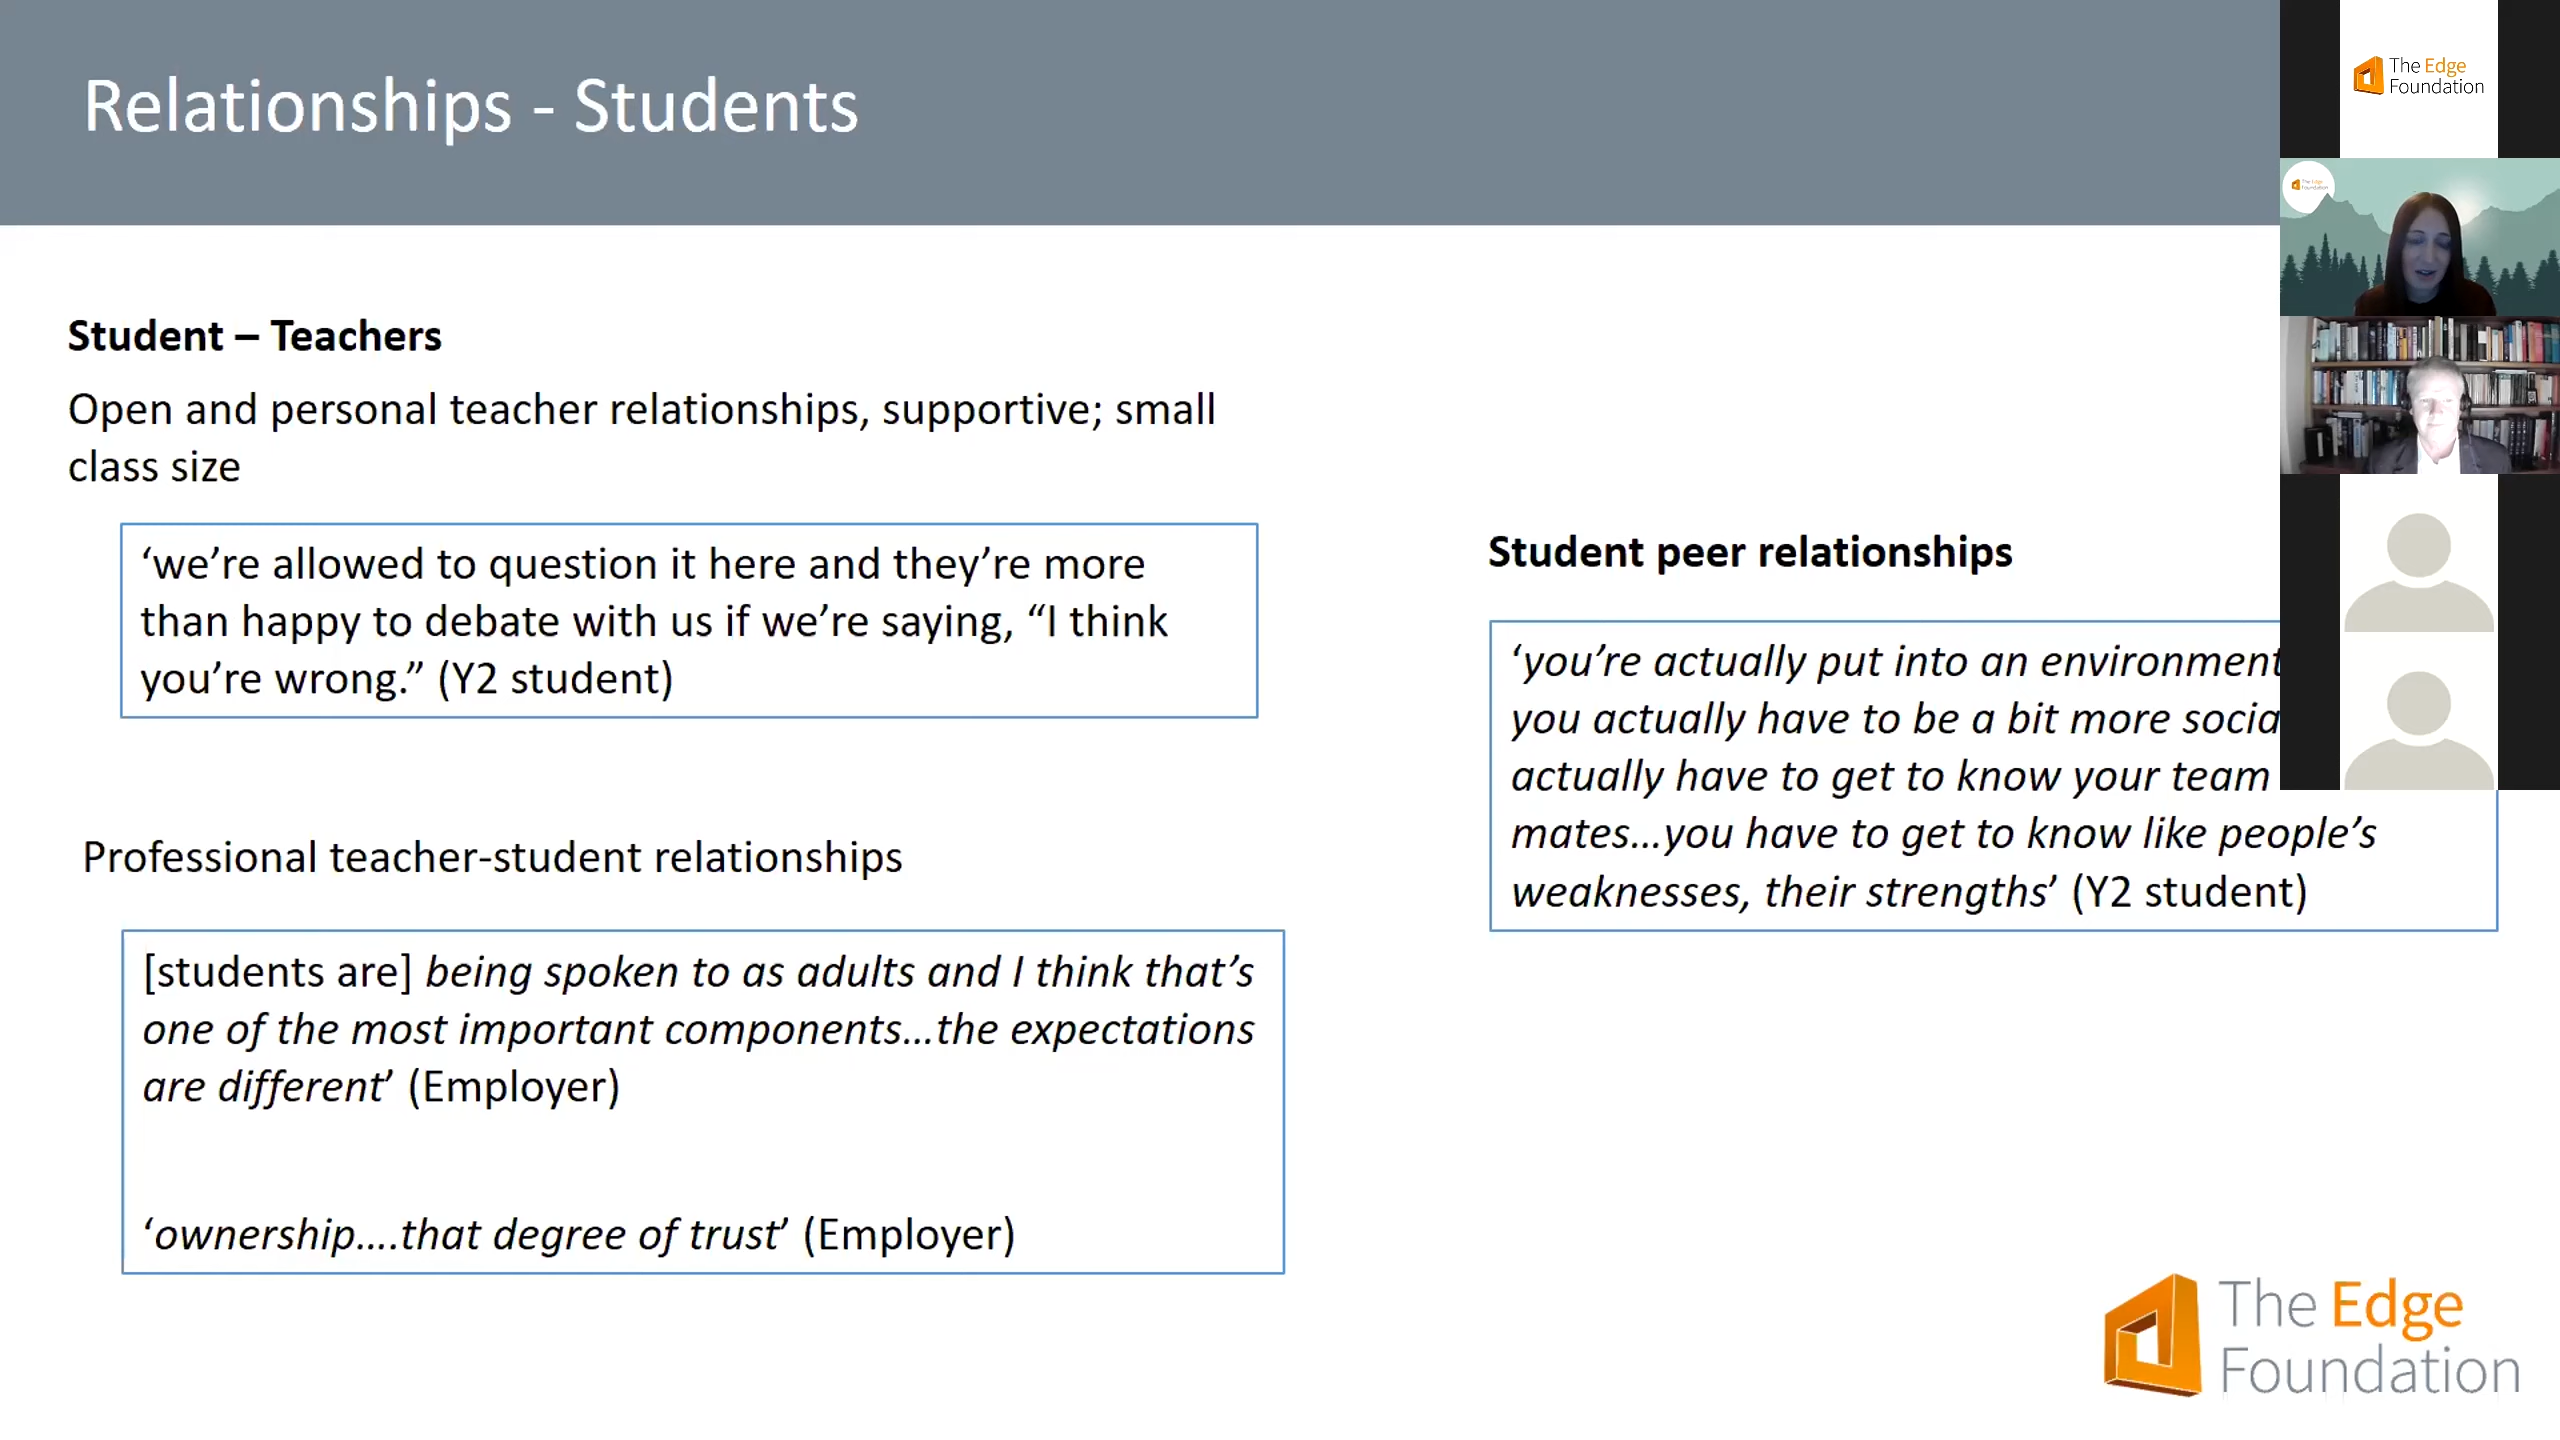 Relationships - Students
Student – Teachers
Open and personal teacher relationships, supportive; small
class size
‘we’re allowed to question it here and they’re more
than happy to debate with us if we’re saying, “I think
you’re wrong.” (Y2 student)
Professional teacher-student relationships
[students are] being spoken to as adults and I think that’s
one of the most important components…the expectations
are different’ (Employer)
‘ownership….that degree of trust’ (Employer)
Student peer relationships
‘you’re actually put into an environment
you actually have to be a bit more
actually have to get to know your team
mates…you have to get to know like people’s
weaknesses, their strengths’ (Y2 student)
The Edge
Foundation
The Edge
Foundation
The Edge
Foundation